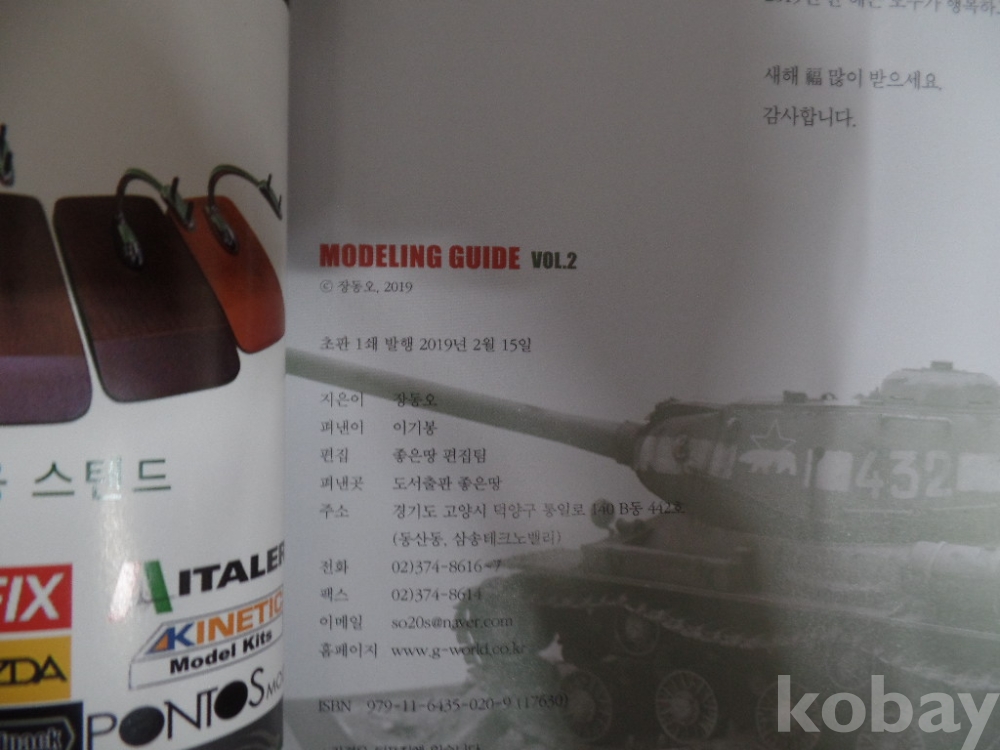 새해 福 많이 받으세요.
감사합니다.
MODELING GUIDE VOL.2
ⓒ 장동오, 2019
초판 1쇄 발행 2019년 2월 15일
지은이 장동오
펴낸이 이기봉
편집 좋은땅 편집팀
펴낸곳 도서출판 좋은땅
주소 경기도 고양시 덕양구 통일로 140 B동 442호
(동산동, 삼송테크노밸리)
전화 02)374-8616~7
팩스 02)374-8614
이메일 so20s@naver.com
홈페이지 www.g-world.co.kr
ISBN 979-11-6435-020-9 (17630)
432
스탠드
FIX
ITALER
KINETIC
Model Kits
ZDA
PONTOS MO
kobay